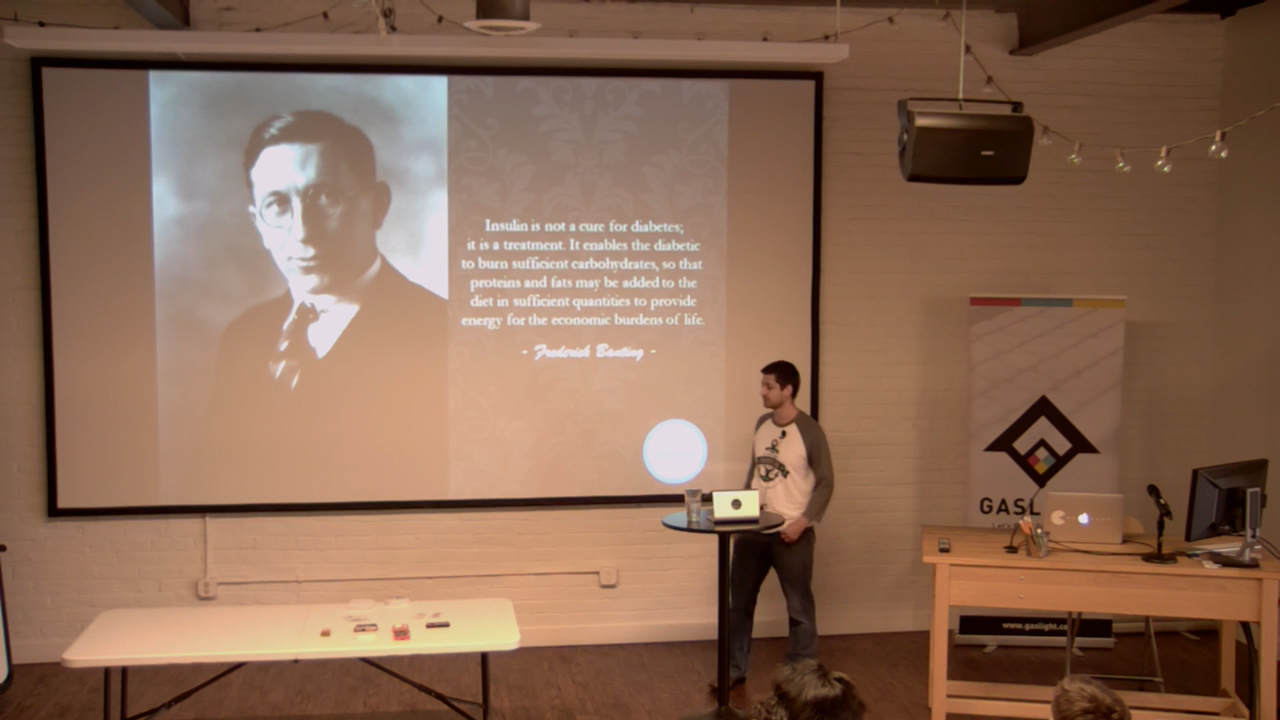 Insulin is not a cure for diabetes;
it is a treatment. It enables the diabetic
to burn sufficient carbohydrates, so that
proteins and fats may be added to the
diet in sufficient quantities to provide
energy for the economic burdens of life.
- Frederick Banting -
GASL
www.gaslight.co